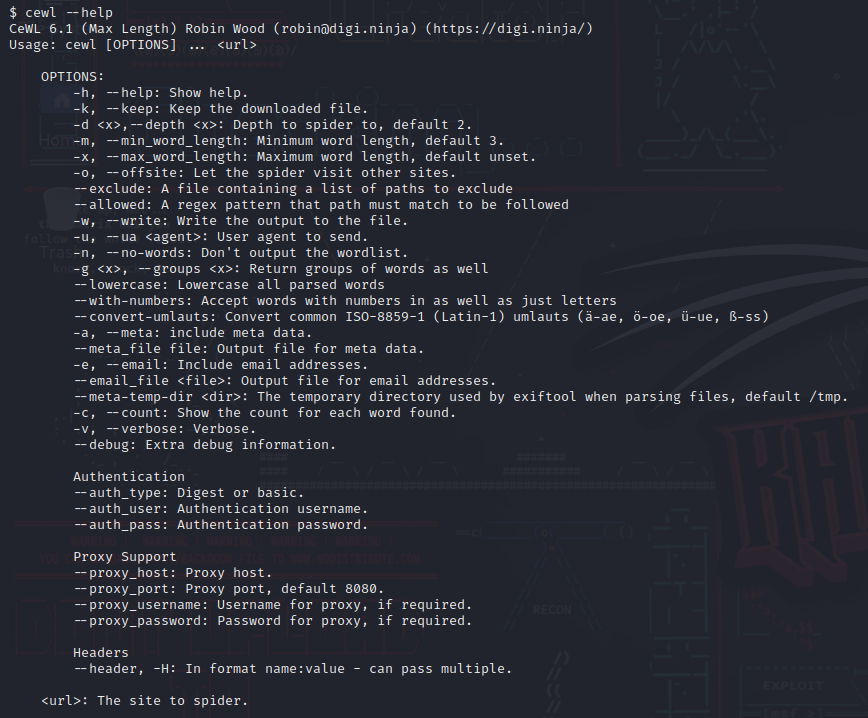 $ cewl --help
CeWL 6.1 (Max Length) Robin Wood (robin@digi.ninja) (https://digi.ninja/)
Usage: cewl [OPTIONS] ... <url>

    OPTIONS:
        -h, --help: Show help.
        -k, --keep: Keep the downloaded file.
        -d <x>,--depth <x>: Depth to spider to, default 2.
        -m, --min_word_length: Minimum word length, default 3.
        -x, --max_word_length: Maximum word length, default unset.
        -o, --offsite: Let the spider visit other sites.
        --exclude: A file containing a list of paths to exclude
        --allowed: A regex pattern that path must match to be followed
        -w, --write: Write the output to the file.
        -u, --ua <agent>: User agent to send.
        -n, --no-words: Don't output the wordlist.
        -g <x>, --groups <x>: Return groups of words as well
        --lowercase: Lowercase all parsed words
        --with-numbers: Accept words with numbers in as well as just letters
        --convert-umlauts: Convert common ISO-8859-1 (Latin-1) umlauts (ä-ae, ö-oe, ü-ue, ß-ss)
        -a, --meta: include meta data.
        --meta_file file: Output file for meta data.
        -e, --email: Include email addresses.
        --email_file <file>: Output file for email addresses.
        --meta-temp-dir <dir>: The temporary directory used by exiftool when parsing files, default /tmp.
        -c, --count: Show the count for each word found.
        -v, --verbose: Verbose.
        --debug: Extra debug information.

        Authentication
        --auth_type: Digest or basic.
        --auth_user: Authentication username.
        --auth_pass: Authentication password.

        Proxy Support
        --proxy_host: Proxy host.
        --proxy_port: Proxy port, default 8080.
        --proxy_username: Username for proxy, if required.
        --proxy_password: Password for proxy, if required.

        Headers
        --header, -H: In format name:value - can pass multiple.

    <url>: The site to spider.
RECON
EXPLOIT